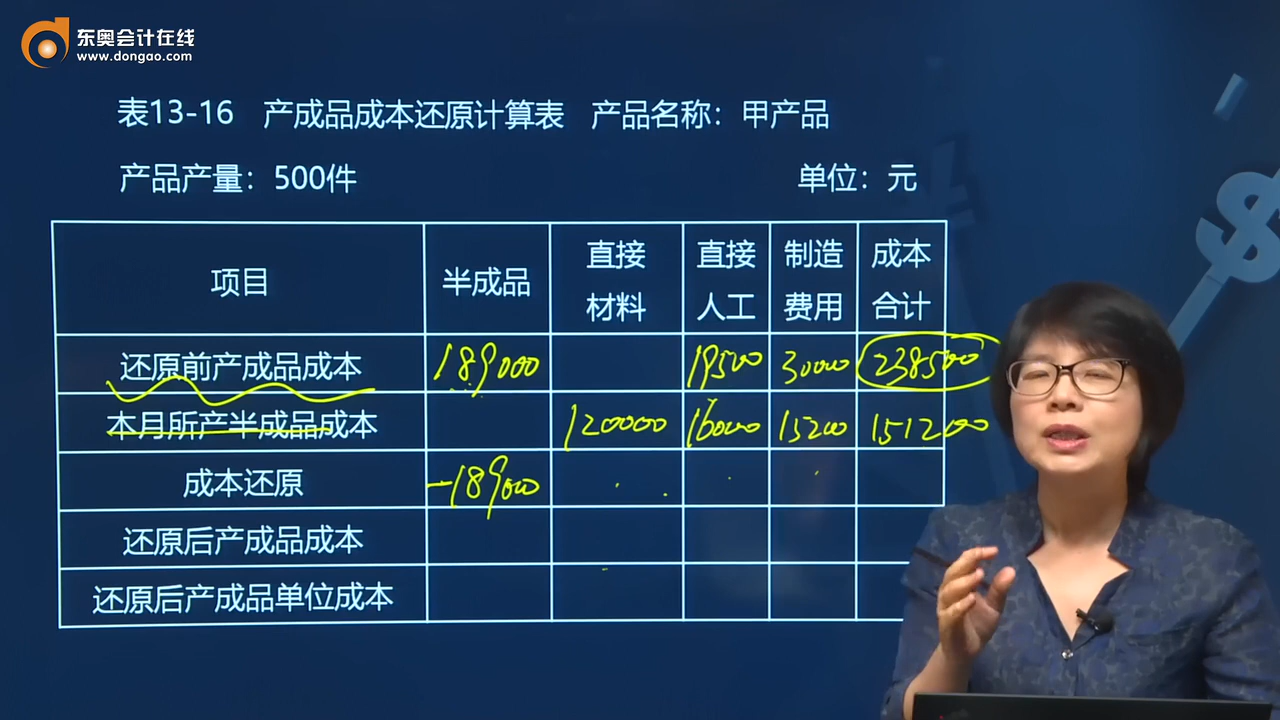 东奥会计在线
www.dongao.com
表13-16 产成品成本还原计算表 产品名称：甲产品
产品产量：500件 单位：元
项目 半成品 直接材料 直接人工 制造费用 成本合计
还原前产成品成本 189000 19500 30000 238500
本月所产半成品成本 120000 16000 15200 151200
成本还原 -189000
还原后产成品成本
还原后产成品单位成本